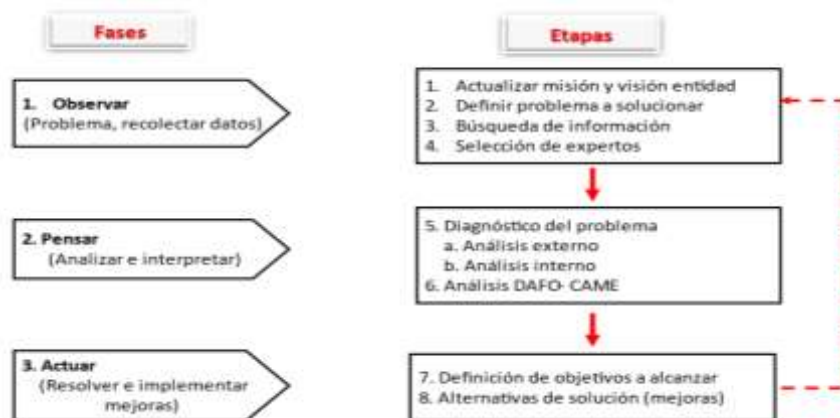 Fases
Etapas
1. Observar
(Problema, recolectar datos)
1. Actualizar misión y visión entidad
2. Definir problema a solucionar
3. Búsqueda de información
4. Selección de expertos
2. Pensar
(Analizar e interpretar)
5. Diagnóstico del problema
a. Análisis externo
b. Análisis interno
6. Análisis DAFO- CAME
3. Actuar
(Resolver e implementar
mejoras)
7. Definición de objetivos a alcanzar
8. Alternativas de solución (mejoras)